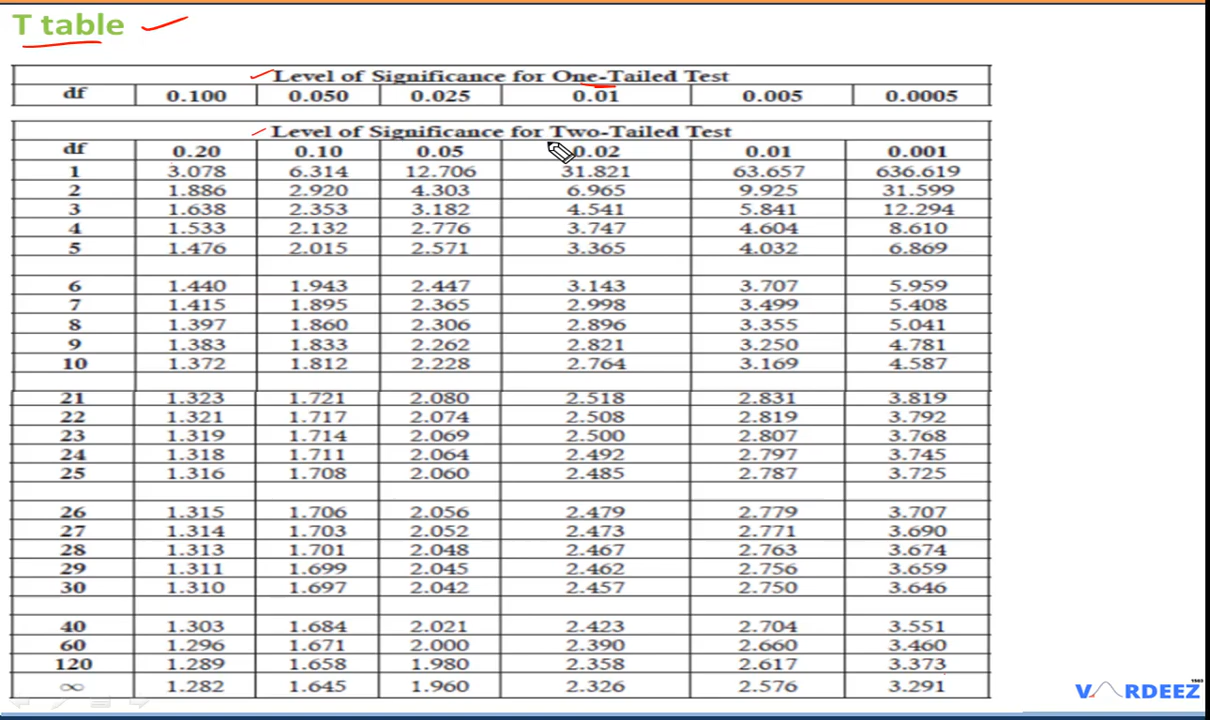 T table
Level of Significance for One-Tailed Test
df 0.100 0.050 0.025 0.01 0.005 0.0005
Level of Significance for Two-Tailed Test
df 0.20 0.10 0.05 0.02 0.01 0.001
1 3.078 6.314 12.706 31.821 63.657 636.619
2 1.886 2.920 4.303 6.965 9.925 31.599
3 1.638 2.353 3.182 4.541 5.841 12.294
4 1.533 2.132 2.776 3.747 4.604 8.610
5 1.476 2.015 2.571 3.365 4.032 6.869
6 1.440 1.943 2.447 3.143 3.707 5.959
7 1.415 1.895 2.365 2.998 3.499 5.408
8 1.397 1.860 2.306 2.896 3.355 5.041
9 1.383 1.833 2.262 2.821 3.250 4.781
10 1.372 1.812 2.228 2.764 3.169 4.587
21 1.323 1.721 2.080 2.518 2.831 3.819
22 1.321 1.717 2.074 2.508 2.819 3.792
23 1.319 1.714 2.069 2.500 2.807 3.768
24 1.318 1.711 2.064 2.492 2.797 3.745
25 1.316 1.708 2.060 2.485 2.787 3.725
26 1.315 1.706 2.056 2.479 2.779 3.707
27 1.314 1.703 2.052 2.473 2.771 3.690
28 1.313 1.701 2.048 2.467 2.763 3.674
29 1.311 1.699 2.045 2.462 2.756 3.659
30 1.310 1.697 2.042 2.457 2.750 3.646
40 1.303 1.684 2.021 2.423 2.704 3.551
60 1.296 1.671 2.000 2.390 2.660 3.460
120 1.289 1.658 1.980 2.358 2.617 3.373
∞ 1.282 1.645 1.960 2.326 2.576 3.291
V RDEEZ